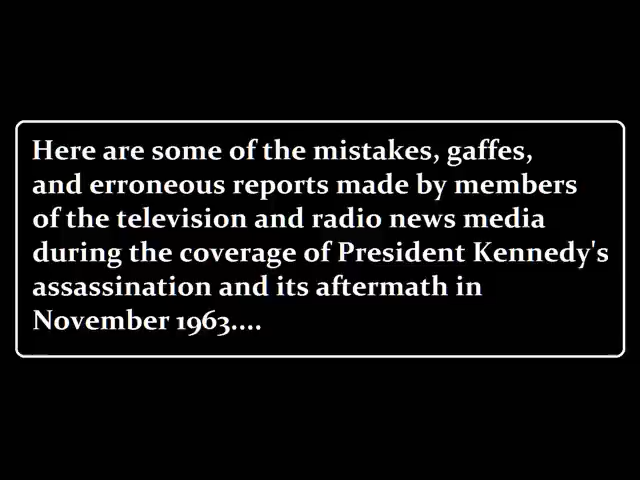 Here are some of the mistakes, gaffes,
and erroneous reports made by members
of the television and radio news media
during the coverage of President Kennedy's
assassination and its aftermath in
November 1963....